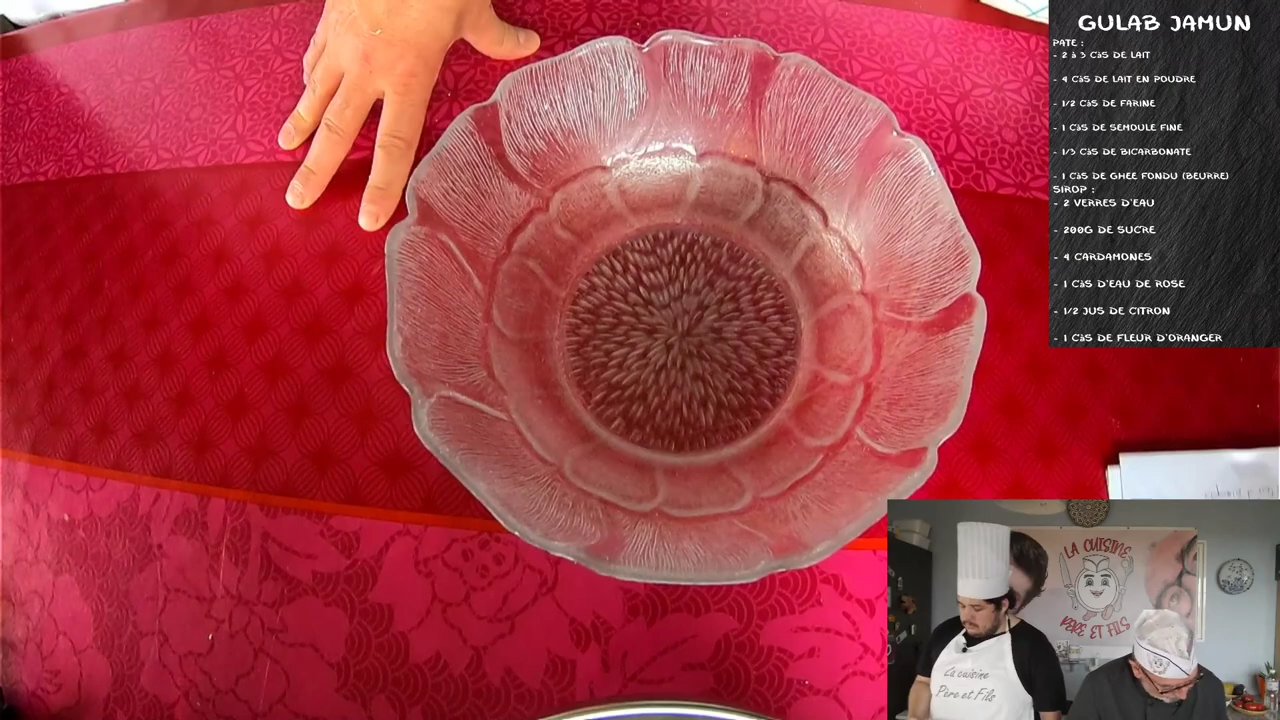 GULAB JAMUN
PATE :
- 2 à 3 CàS DE LAIT
- 4 CàS DE LAIT EN POUDRE
- 1/2 CàS DE FARINE
- 1 CàS DE SEMOULE FINE
- 1/3 CàS DE BICARBONATE
- 1 CàS DE GHEE FONDU (BEURRE)
SIROP :
- 2 VERRES D'EAU
- 200G DE SUCRE
- 4 CARDAMONES
- 1 CàS D'EAU DE ROSE
- 1/2 JUS DE CITRON
- 1 CàS DE FLEUR D'ORANGER
LA CUISINE
PERE ET FILS
La cuisine
Père et Fils